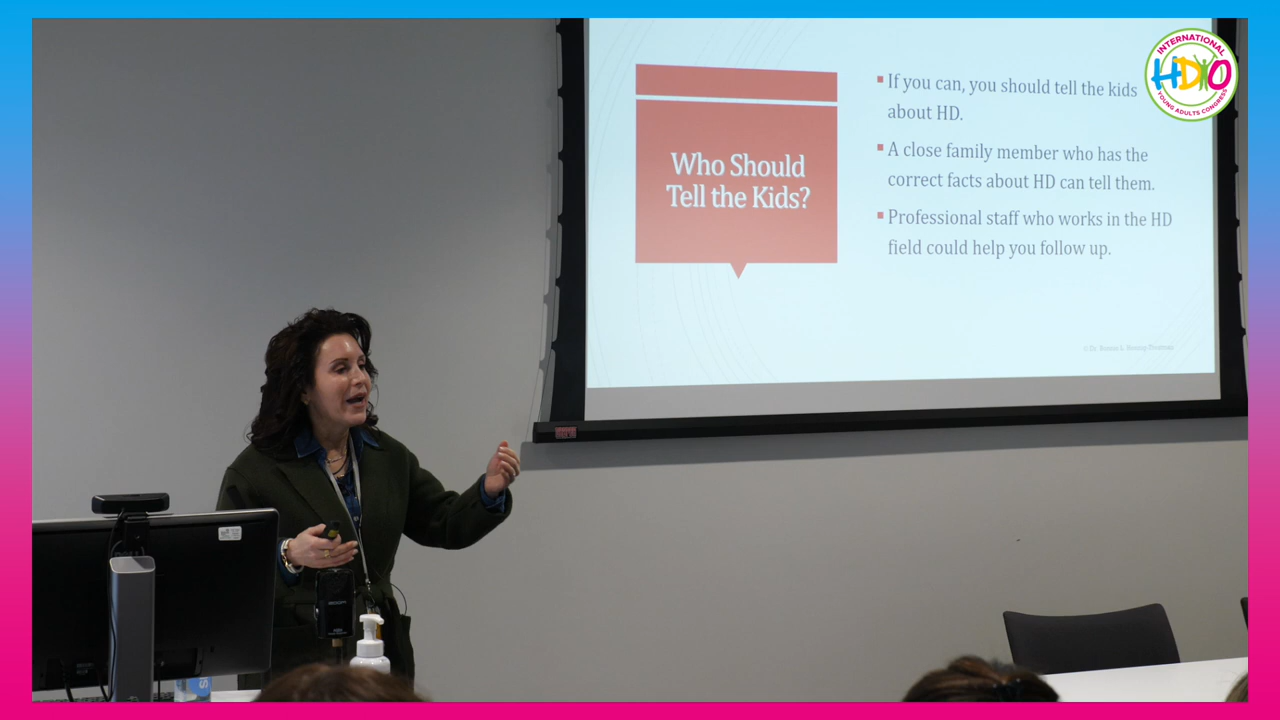 INTERNATIONAL
HDYO
YOUNG ADULTS CONGRESS
Who Should
Tell the Kids?
▪ If you can, you should tell the kids
about HD.
▪ A close family member who has the
correct facts about HD can tell them.
▪ Professional staff who works in the HD
field could help you follow up.